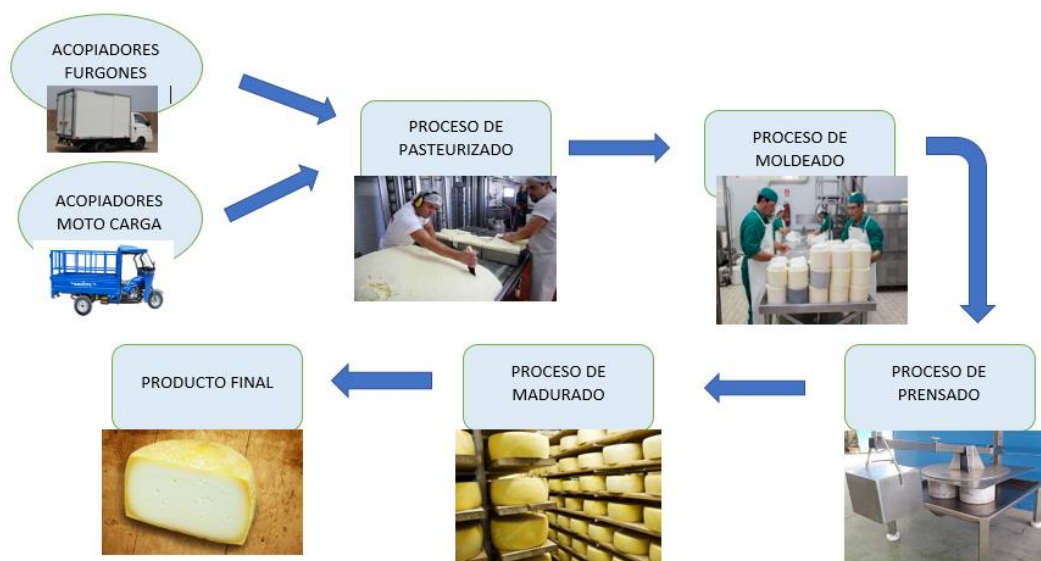 ACOPIADORES
FURGONES
ACOPIADORES
MOTO CARGA
PROCESO DE
PASTEURIZADO
PROCESO DE
MOLDEADO
PROCESO DE
PRENSADO
PROCESO DE
MADURADO
PRODUCTO FINAL